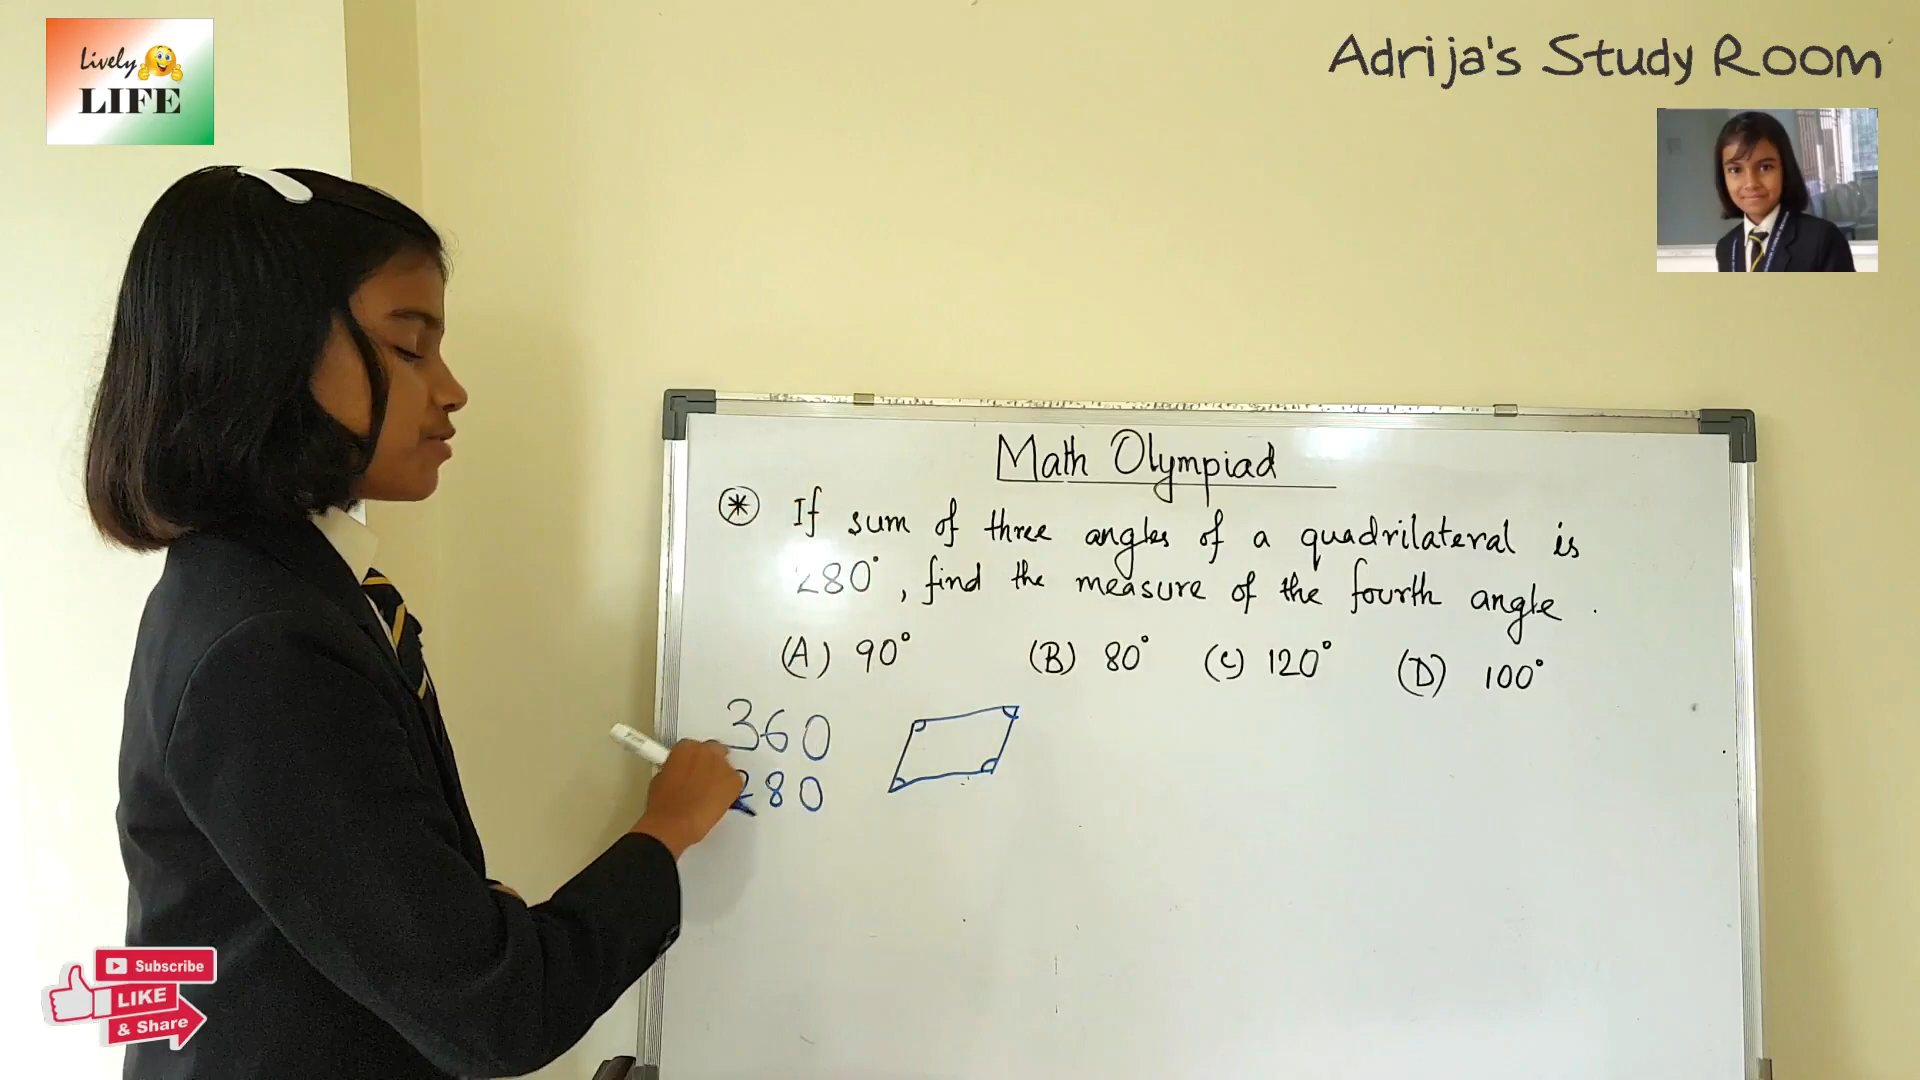 Lively
LIFE
Adrija's Study Room
Math Olympiad
If sum of three angles of a quadrilateral is
280°, find the measure of the fourth angle.
(A) 90° (B) 80° (C) 120° (D) 100°
360
280
Subscribe
LIKE
& Share